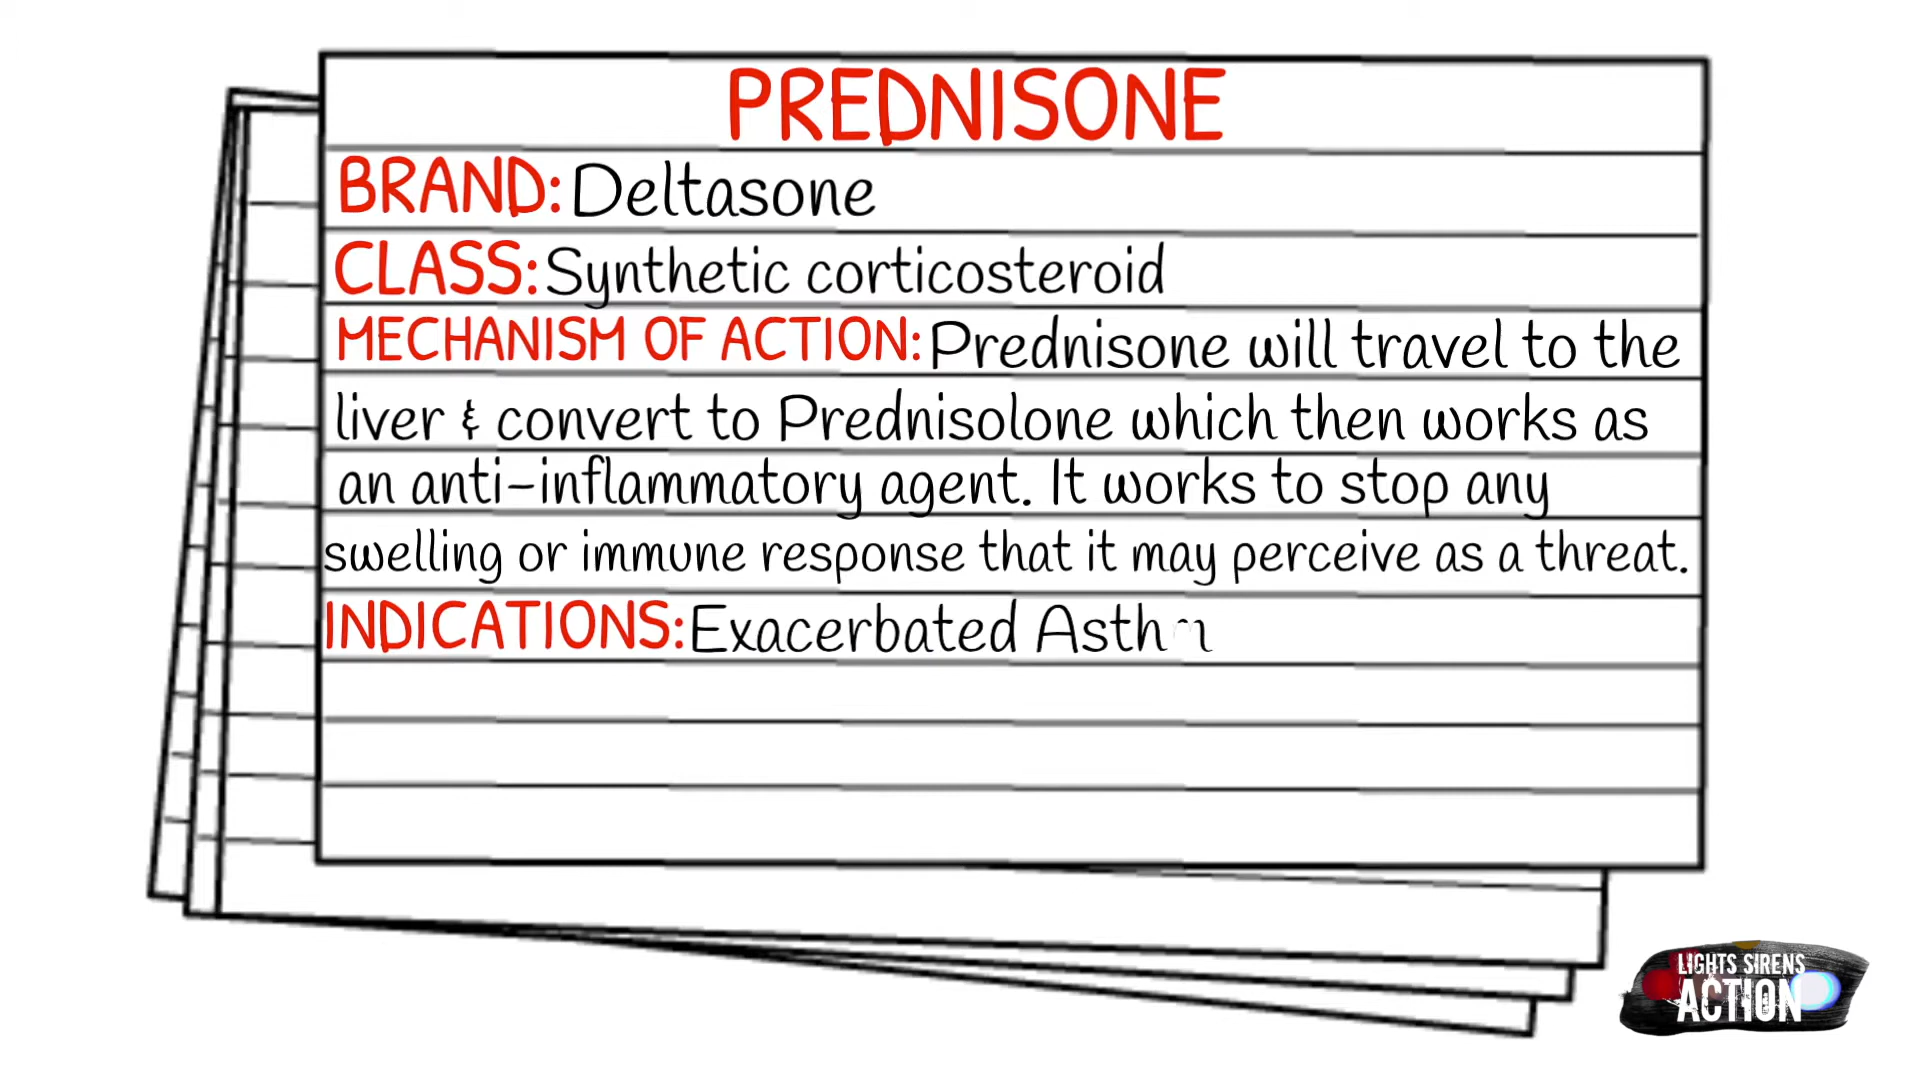 PREDNISONE
BRAND: Deltasone
CLASS: Synthetic corticosteroid
MECHANISM OF ACTION: Prednisone will travel to the
liver & convert to Prednisolone which then works as
an anti-inflammatory agent. It works to stop any
swelling or immune response that it may perceive as a threat.
INDICATIONS: Exacerbated
LIGHTS SIRENS
ACTION